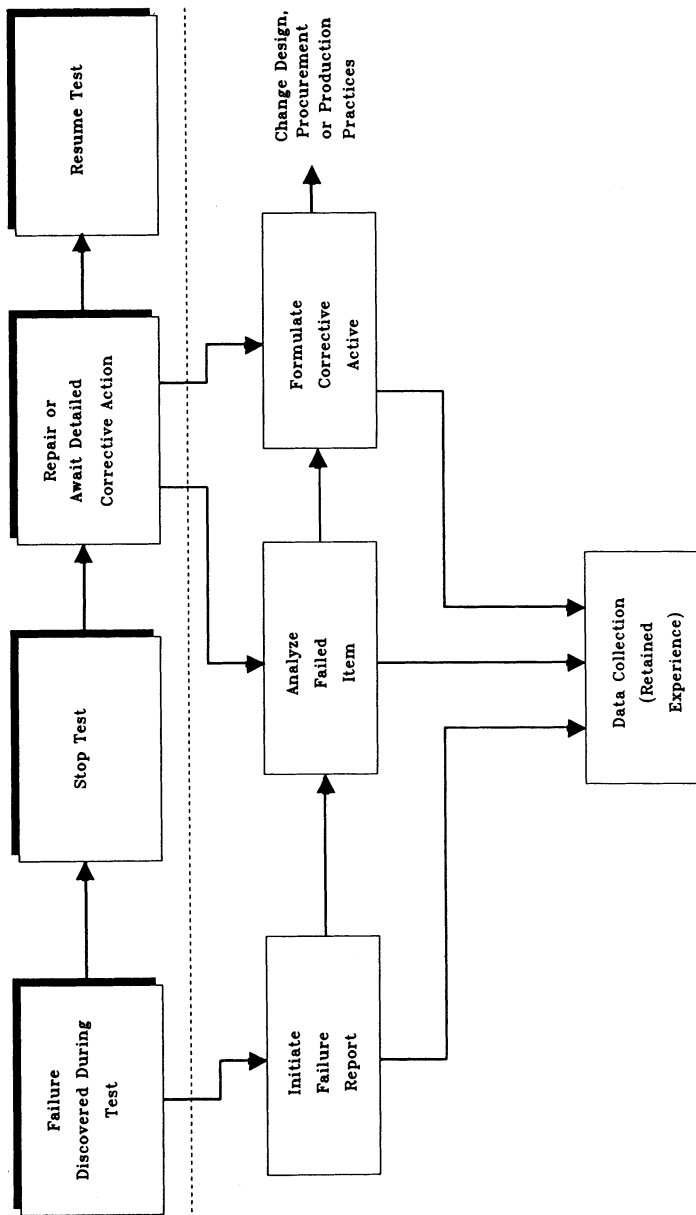 Failure
Discovered During
Test
Stop Test
Repair or
Await Detailed
Corrective Action
Resume Test
Initiate
Failure
Report
Analyze
Failed
Item
Formulate
Corrective
Active
Change Design,
Procurement
or Production
Practices
Data Collection
(Retained
Experience)